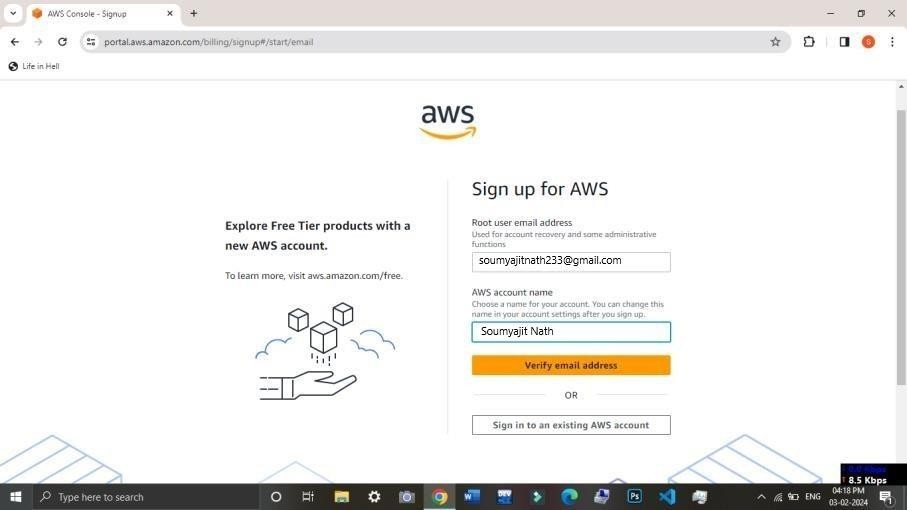 AWS Console - Signup
portal.aws.amazon.com/billing/signup#/start/email
S
Life in Hell
aws
Sign up for AWS
Explore Free Tier products with a
new AWS account.
To learn more, visit aws.amazon.com/free.
Root user email address
Used for account recovery and some administrative
functions
soumyajitnath233@gmail.com
AWS account name
Choose a name for your account. You can change this
name in your account settings after you sign up.
Soumyajit Nath
Verify email address
OR
Sign in to an existing AWS account
0.0 Kbps
8.5 Kbps
Type here to search
ENG
04:18 PM
03-02-2024